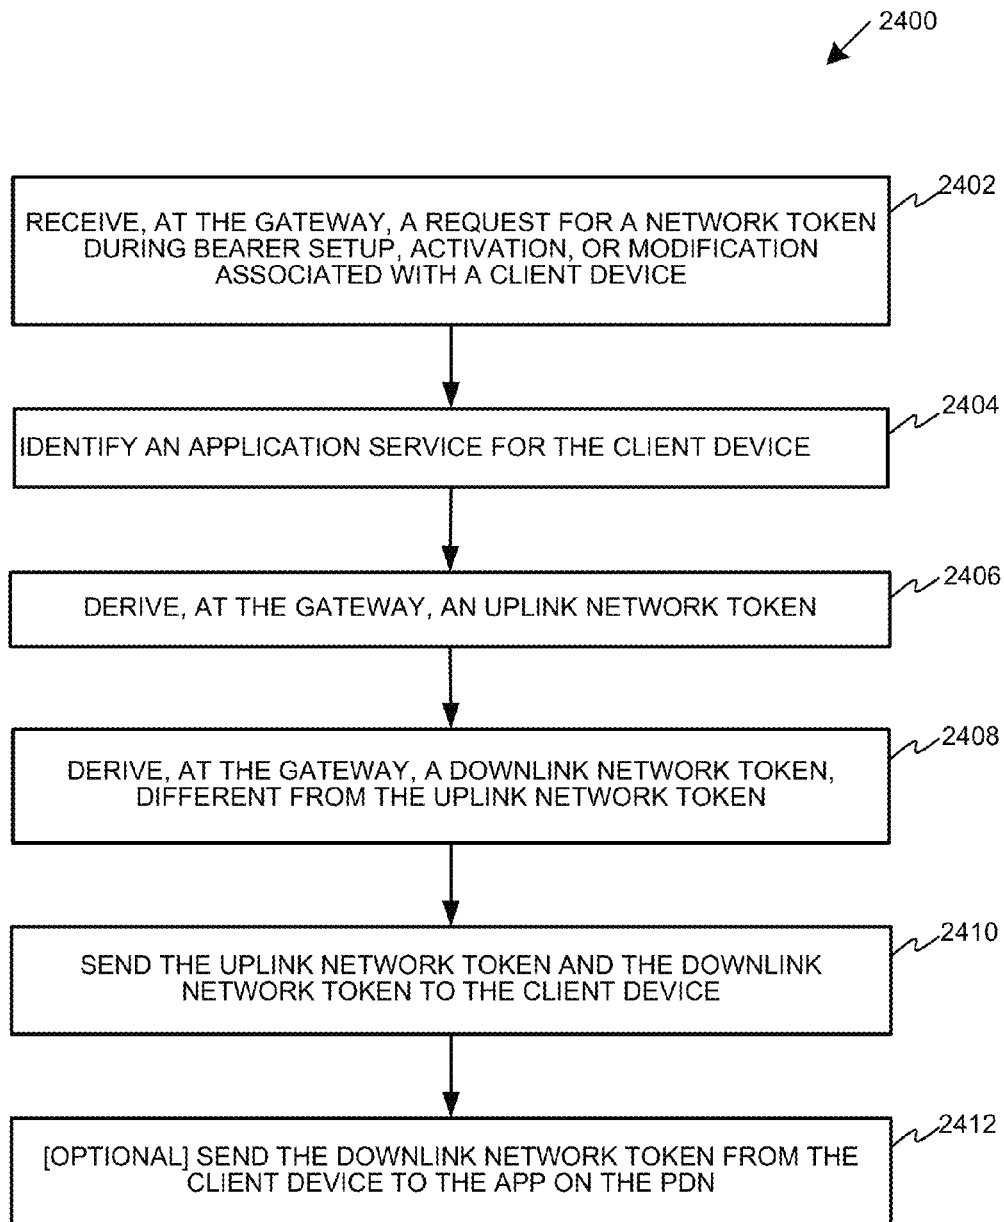 2400
2402
RECEIVE, AT THE GATEWAY, A REQUEST FOR A NETWORK TOKEN
DURING BEARER SETUP, ACTIVATION, OR MODIFICATION
ASSOCIATED WITH A CLIENT DEVICE
2404
IDENTIFY AN APPLICATION SERVICE FOR THE CLIENT DEVICE
2406
DERIVE, AT THE GATEWAY, AN UPLINK NETWORK TOKEN
2408
DERIVE, AT THE GATEWAY, A DOWNLINK NETWORK TOKEN,
DIFFERENT FROM THE UPLINK NETWORK TOKEN
2410
SEND THE UPLINK NETWORK TOKEN AND THE DOWNLINK
NETWORK TOKEN TO THE CLIENT DEVICE
2412
[OPTIONAL] SEND THE DOWNLINK NETWORK TOKEN FROM THE
CLIENT DEVICE TO THE APP ON THE PDN